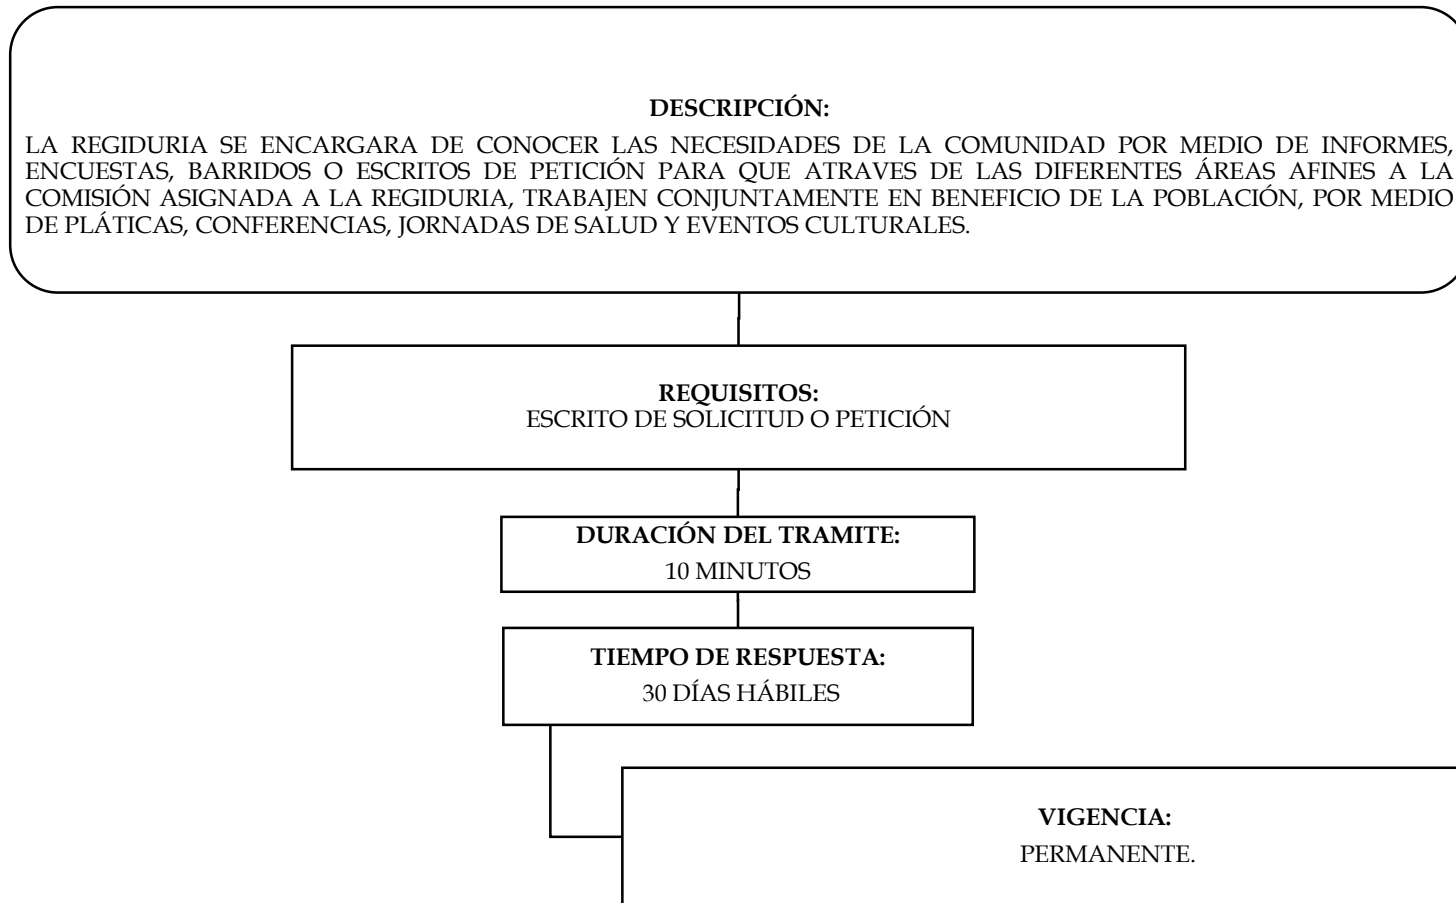 DESCRIPCIÓN:
LA REGIDURIA SE ENCARGARA DE CONOCER LAS NECESIDADES DE LA COMUNIDAD POR MEDIO DE INFORMES,
ENCUESTAS, BARRIDOS O ESCRITOS DE PETICIÓN PARA QUE ATRAVES DE LAS DIFERENTES ÁREAS AFINES A LA
COMISIÓN ASIGNADA A LA REGIDURIA, TRABAJEN CONJUNTAMENTE EN BENEFICIO DE LA POBLACIÓN, POR MEDIO
DE PLÁTICAS, CONFERENCIAS, JORNADAS DE SALUD Y EVENTOS CULTURALES.
REQUISITOS:
ESCRITO DE SOLICITUD O PETICIÓN
DURACIÓN DEL TRAMITE:
10 MINUTOS
TIEMPO DE RESPUESTA:
30 DÍAS HÁBILES
VIGENCIA:
PERMANENTE.